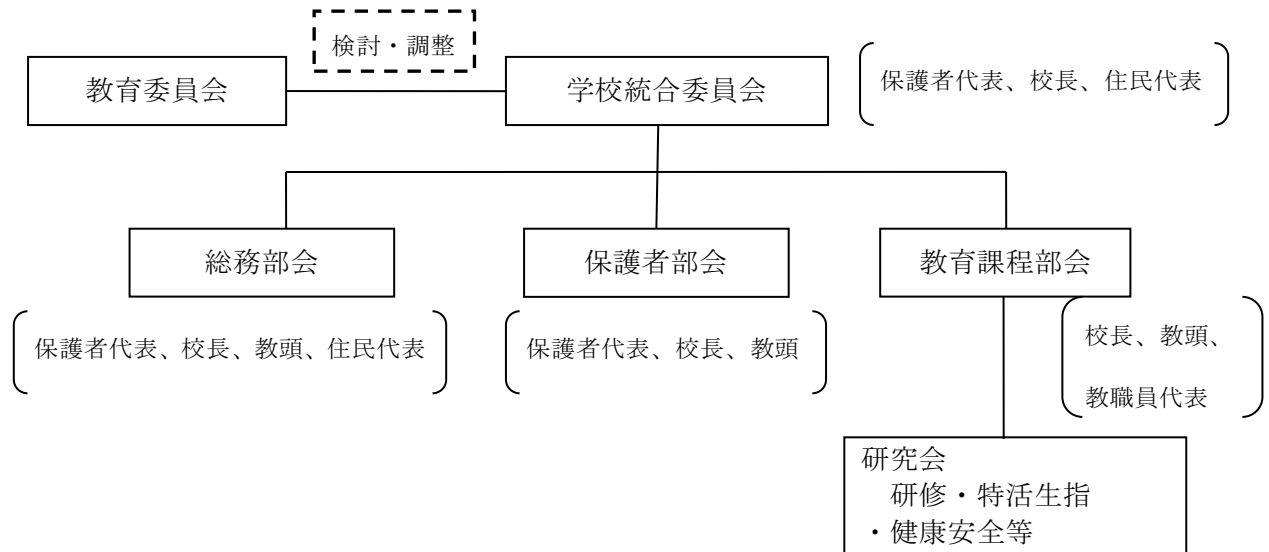 検討・調整
教育委員会
学校統合委員会
保護者代表、校長、住民代表
総務部会
保護者部会
教育課程部会
保護者代表、校長、教頭、住民代表
保護者代表、校長、教頭
校長、教頭、
教職員代表
研究会
研修・特活生指
・健康安全等